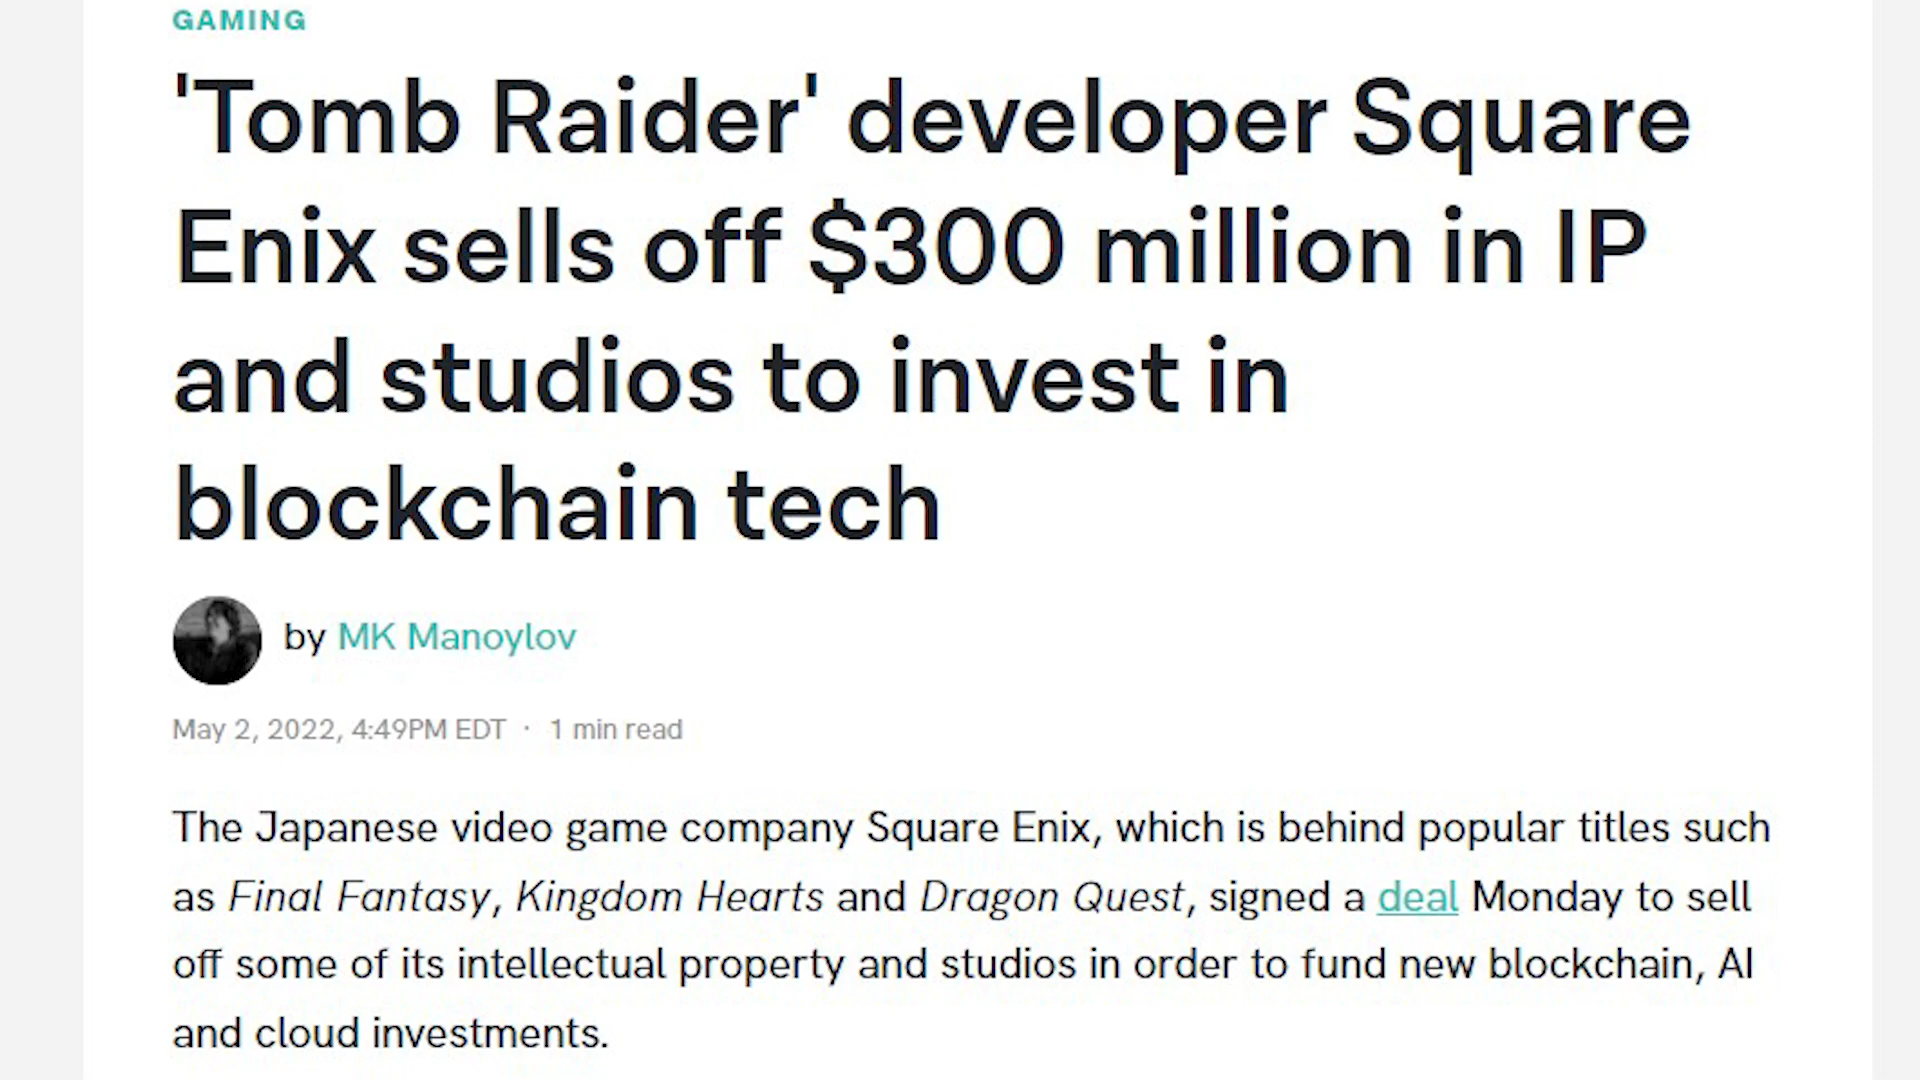 GAMING
'Tomb Raider' developer Square
Enix sells off $300 million in IP
and studios to invest in
blockchain tech
by MK Manoylov
May 2, 2022, 4:49PM EDT · 1 min read
The Japanese video game company Square Enix, which is behind popular titles such
as Final Fantasy, Kingdom Hearts and Dragon Quest, signed a deal Monday to sell
off some of its intellectual property and studios in order to fund new blockchain, AI
and cloud investments.